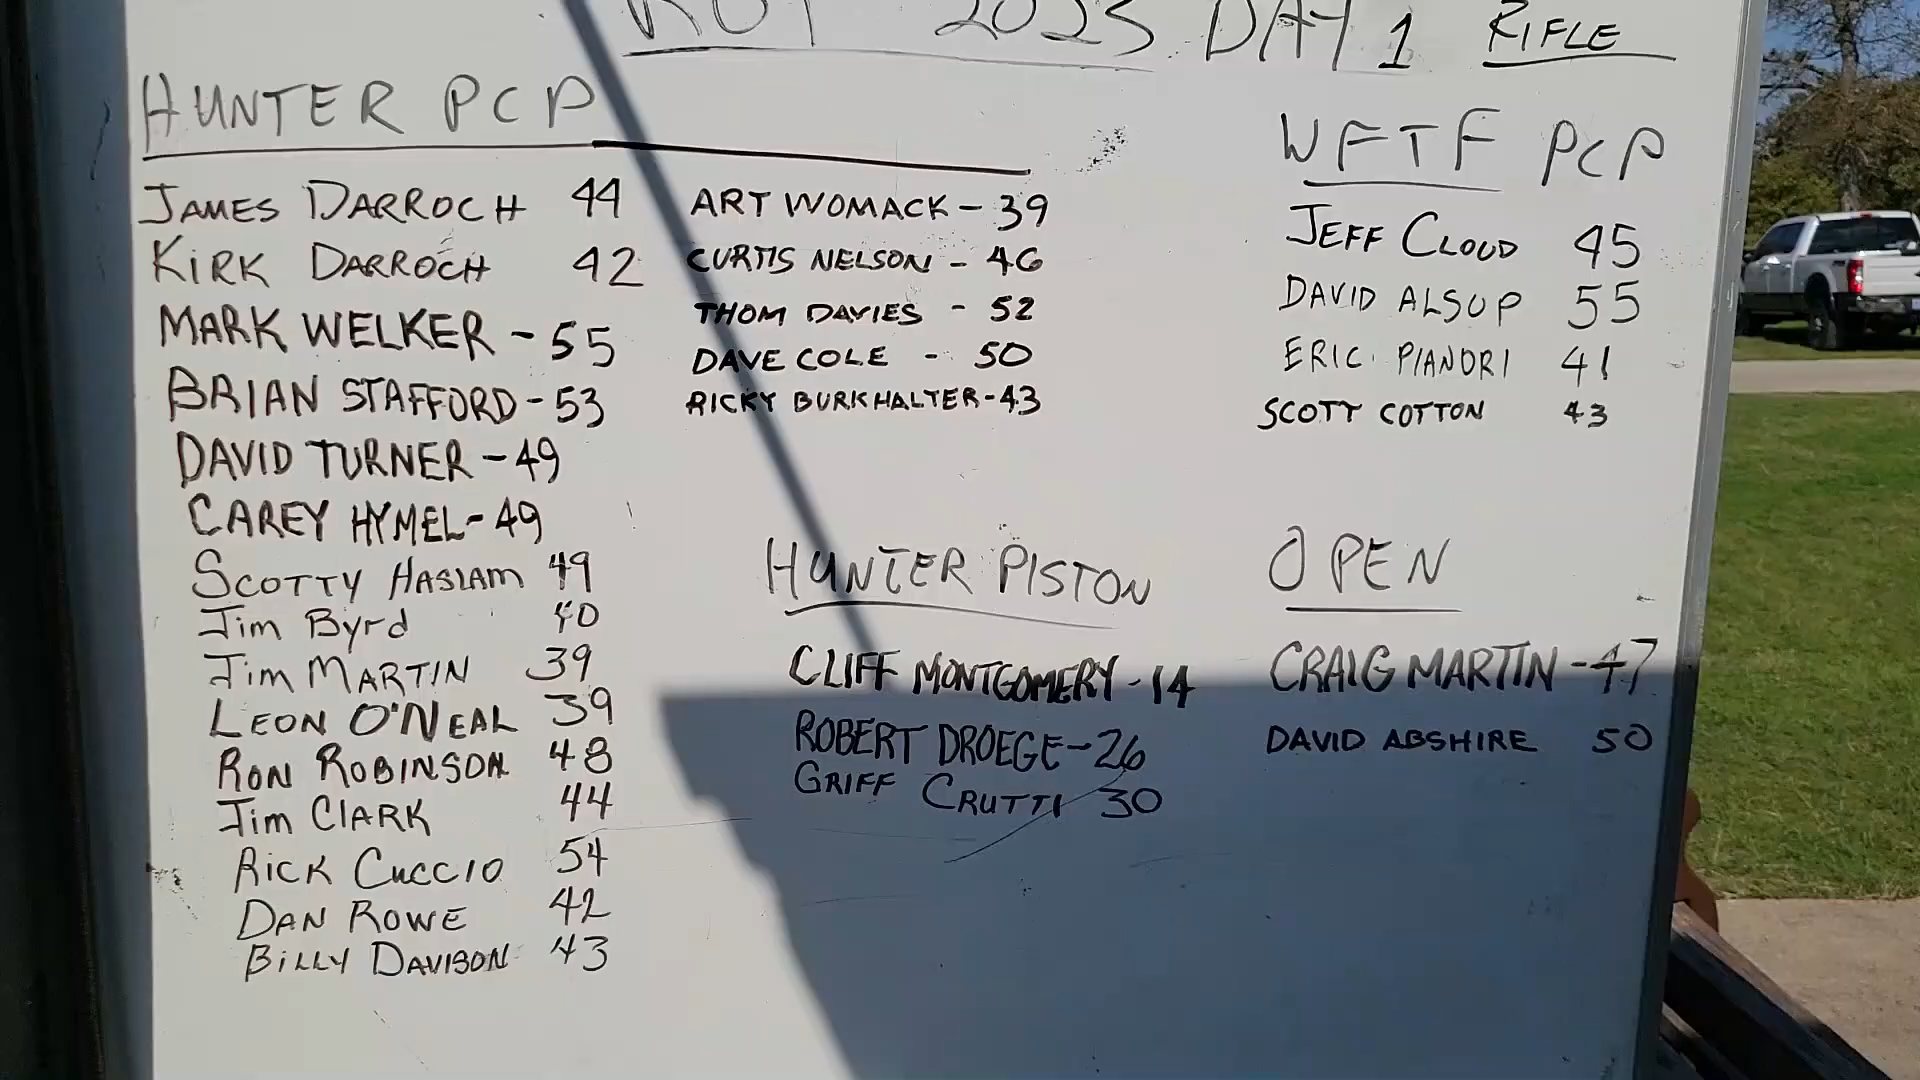 2023 DAY 1 RIFLE
HUNTER PCP
JAMES DARROCH 44
KIRK DARROCH 42
MARK WELKER - 55
BRIAN STAFFORD - 53
DAVID TURNER - 49
CAREY HYMEL - 49
SCOTTY HASLAM 49
Jim Byrd 40
Jim MARTIN 39
LEON O'NEAL 39
RON ROBINSON 48
Jim CLARK 44
RICK CUCCIO 54
DAN ROWE 42
BILLY DAVISON 43
ART WOMACK - 39
CURTIS NELSON - 46
THOM DAVIES - 52
DAVE COLE - 50
RICKY BURKHALTER - 43
WFTF PCP
JEFF CLOUD 45
DAVID ALSUP 55
ERIC PIANORI 41
SCOTT COTTON 43
HUNTER PISTON
CLIFF MONTGOMERY - 14
ROBERT DROEGE - 26
GRIFF CRUTTI 30
OPEN
CRAIG MARTIN - 47
DAVID ABSHIRE 50